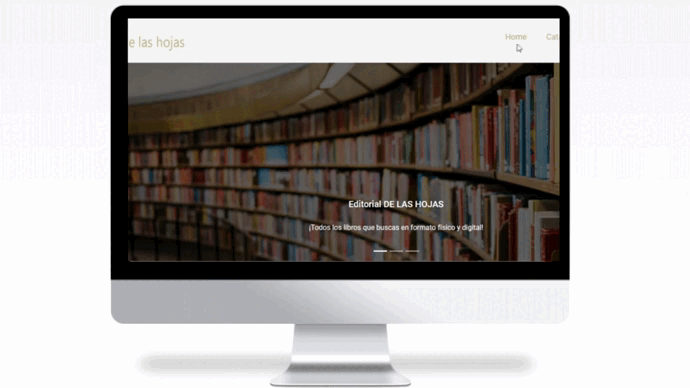 e las hojas
Home
Cat
Editorial DE LAS HOJAS
¡Todos los libros que buscas en formato físico y digital!